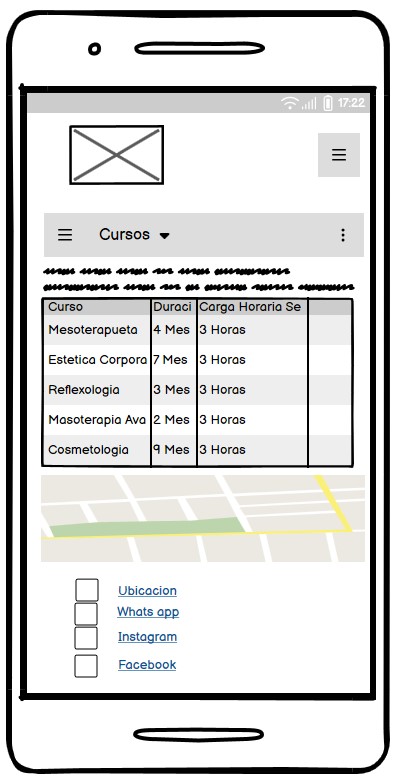 17:22
Cursos
Curso Duraci Carga Horaria Se
Mesoterapueta 4 Mes 3 Horas
Estetica Corpora 7 Mes 3 Horas
Reflexologia 3 Mes 3 Horas
Masoterapia Ava 2 Mes 3 Horas
Cosmetologia 9 Mes 3 Horas
Ubicacion
Whats app
Instagram
Facebook